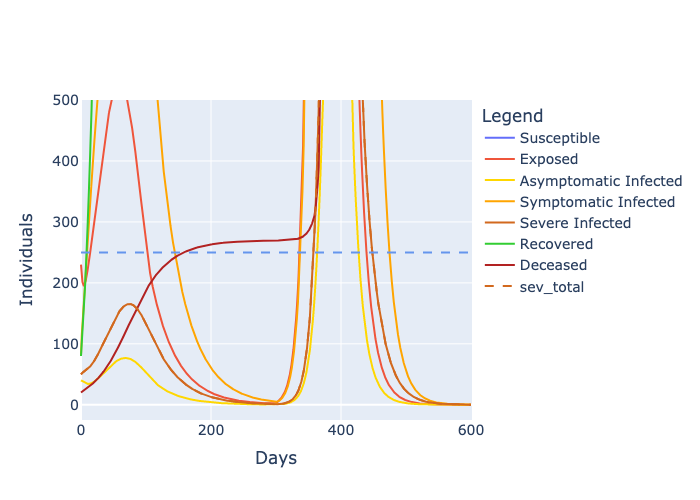 500
400
300
200
100
0
Individuals
0
200
400
600
Days
Legend
Susceptible
Exposed
Asymptomatic Infected
Symptomatic Infected
Severe Infected
Recovered
Deceased
sev_total